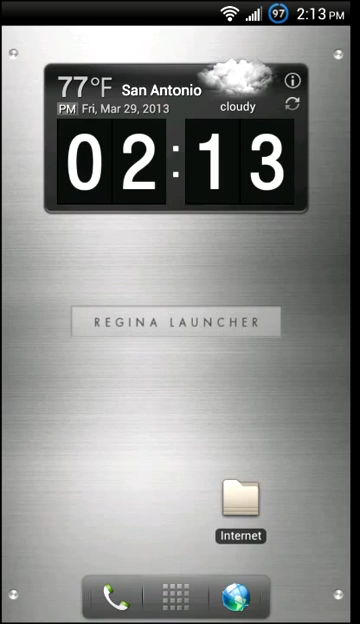 97 2:13 PM
77°F San Antonio
PM Fri, Mar 29, 2013 cloudy
02:13
REGINA LAUNCHER
Internet